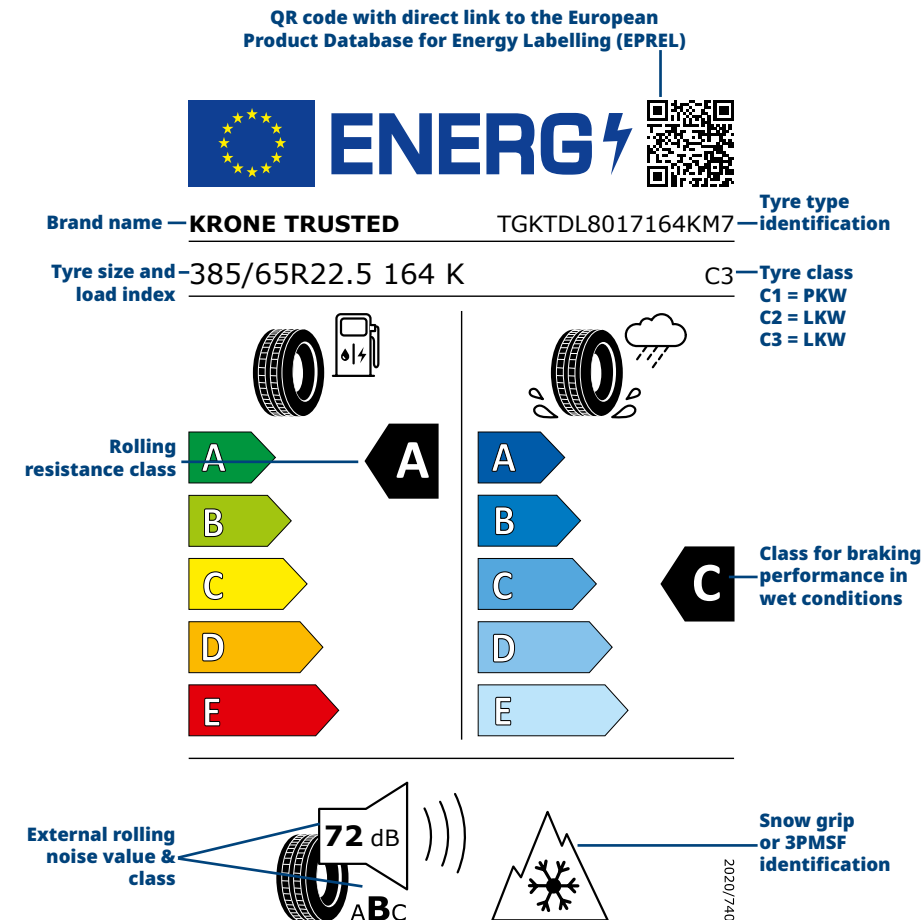 QR code with direct link to the European
Product Database for Energy Labelling (EPREL)
ENERG
Brand name
KRONE TRUSTED
TGKTDL8017164KM7
Tyre type
identification
Tyre size and
load index
385/65R22.5 164 K
C3
Tyre class
C1 = PKW
C2 = LKW
C3 = LKW
Rolling
resistance class
A
A
B
C
D
E
A
B
C
D
E
C
Class for braking
performance in
wet conditions
External rolling
noise value &
class
72 dB
ABC
Snow grip
or 3PMSF
identification
2020/740